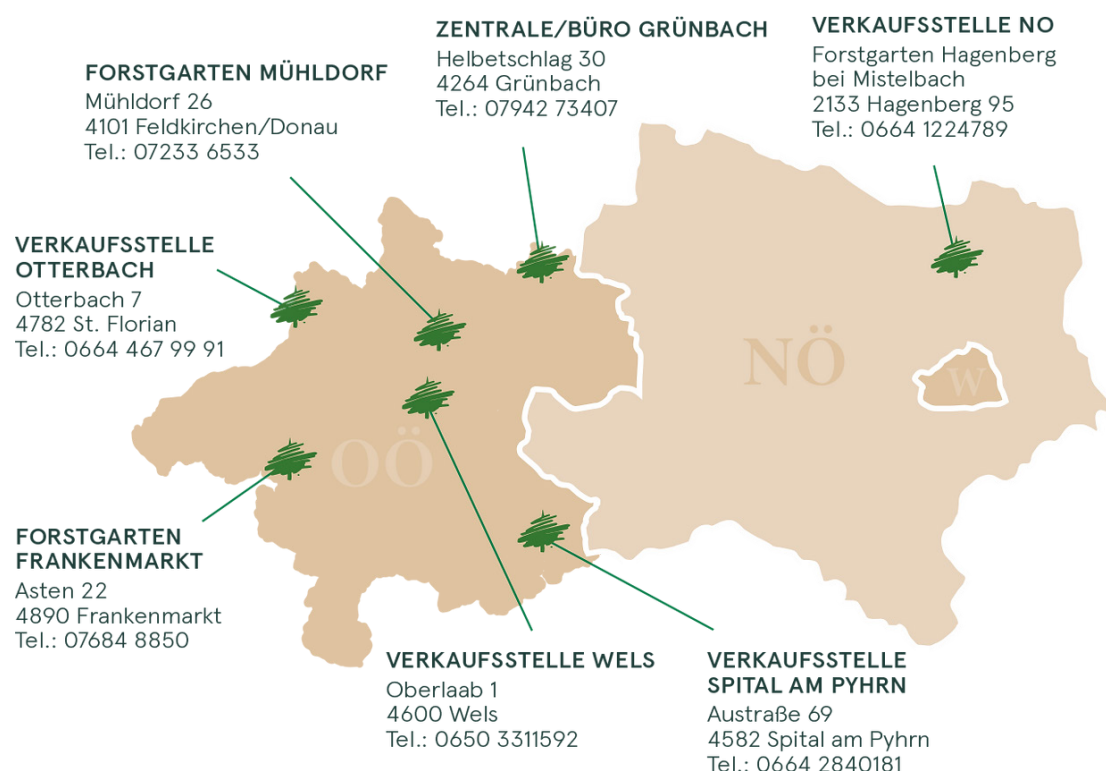 ZENTRALE/BÜRO GRÜNBACH
Helbetschlag 30
4264 Grünbach
Tel.: 07942 73407
VERKAUFSSTELLE NO
Forstgarten Hagenberg
bei Mistelbach
2133 Hagenberg 95
Tel.: 0664 1224789
FORSTGARTEN MÜHLDORF
Mühldorf 26
4101 Feldkirchen/Donau
Tel.: 07233 6533
VERKAUFSSTELLE
OTTERBACH
Otterbach 7
4782 St. Florian
Tel.: 0664 467 99 91
NÖ
W
OÖ
FORSTGARTEN
FRANKENMARKT
Asten 22
4890 Frankenmarkt
Tel.: 07684 8850
VERKAUFSSTELLE WELS
Oberlaab 1
4600 Wels
Tel.: 0650 3311592
VERKAUFSSTELLE
SPITAL AM PYHRN
Austraße 69
4582 Spital am Pyhrn
Tel.: 0664 2840181